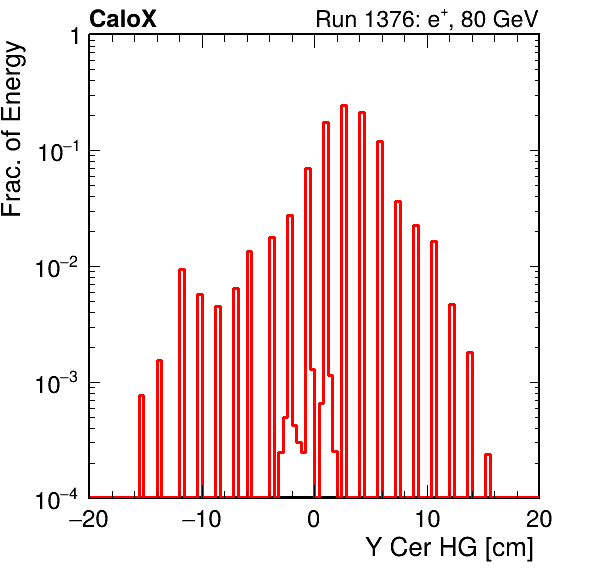 CaloX Run 1376: e⁺, 80 GeV
Frac. of Energy
1
10⁻¹
10⁻²
10⁻³
10⁻⁴
−20 −10 0 10 20
Y Cer HG [cm]